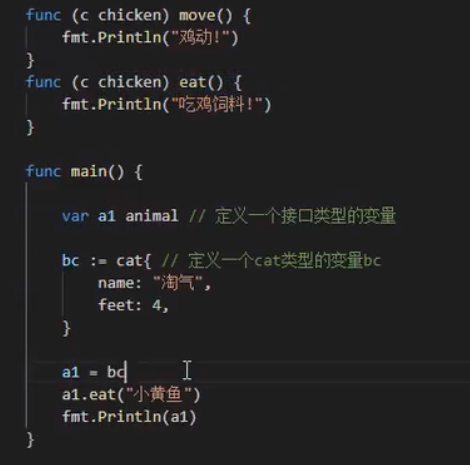 func (c chicken) move() {
fmt.Println("鸡动!")
}
func (c chicken) eat() {
fmt.Println("吃鸡饲料!")
}
func main() {
var a1 animal // 定义一个接口类型的变量
bc := cat{ // 定义一个cat类型的变量bc
name: "淘气",
feet: 4,
}
a1 = bc
a1.eat("小黄鱼")
fmt.Println(a1)
}